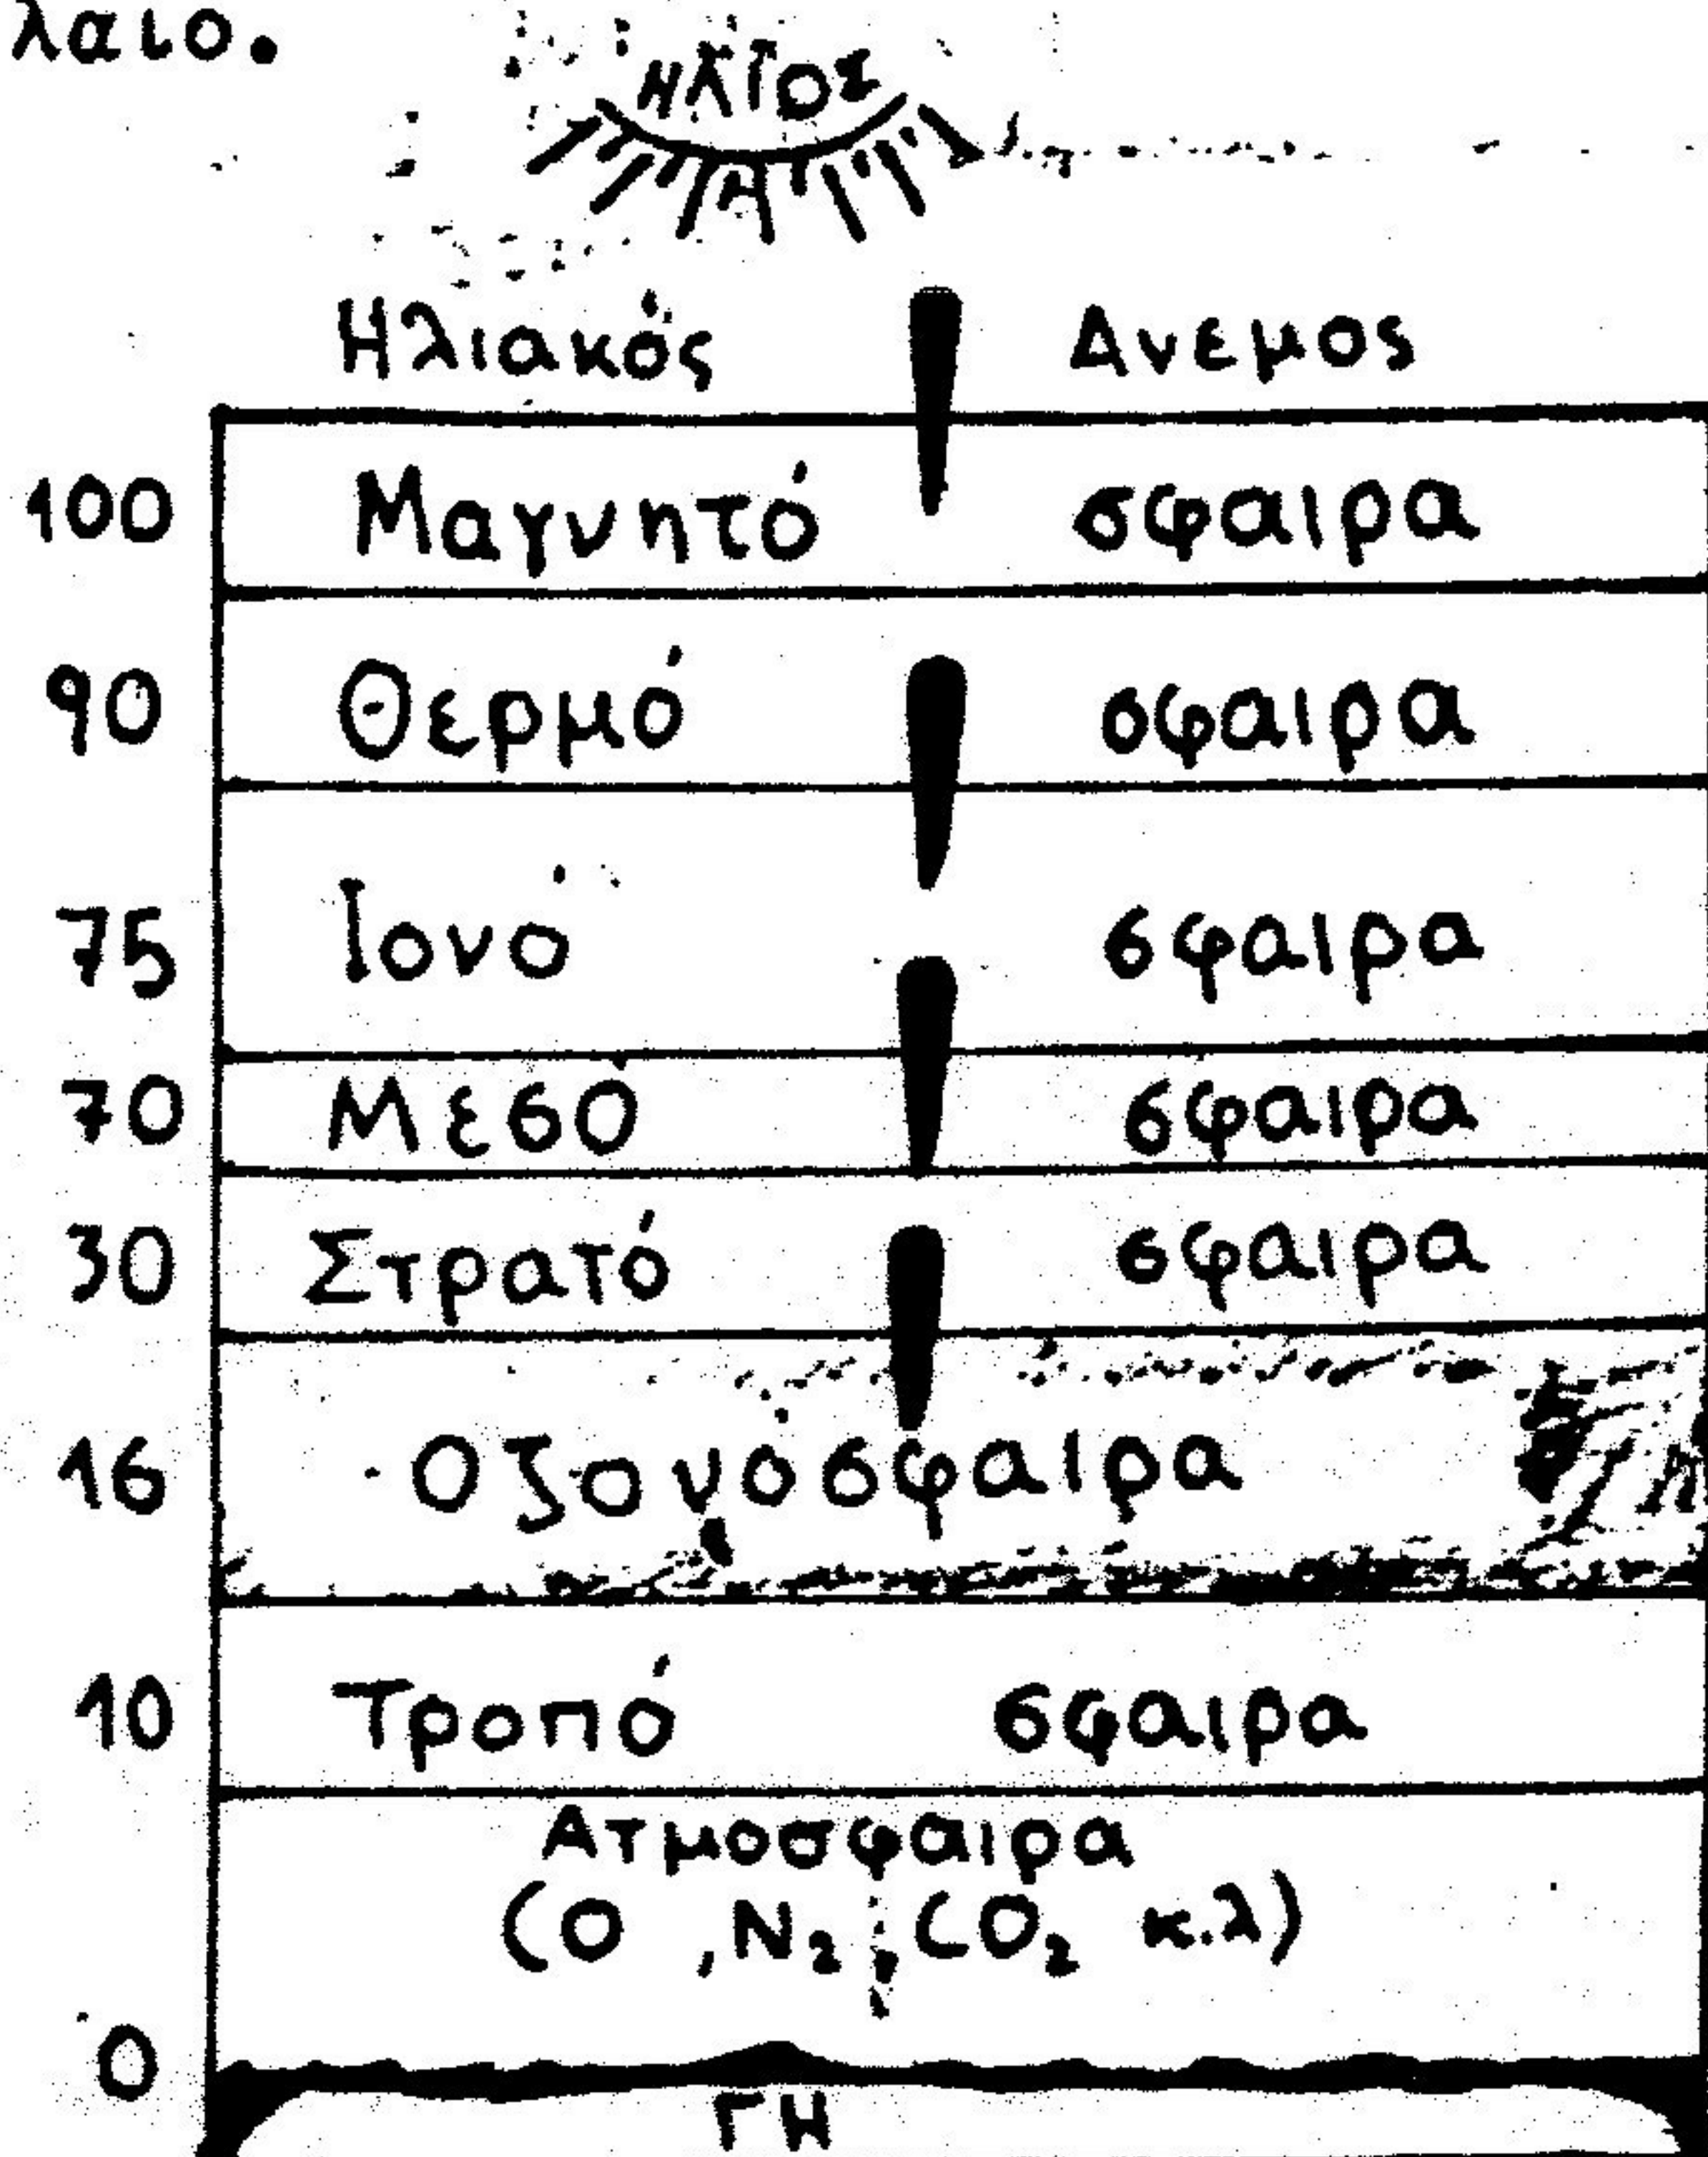 λαιο.
ΗΛΙΟΣ
Ηλιακός Ανεμος
100 Μαγνητό σφαιρα
90 Θερμό σφαιρα
75 Ιονό σφαιρα
70 Μεσό σφαιρα
30 Στρατό σφαιρα
16 Οζονόσφαιρα
10 Τροπό σφαιρα
Ατμοσφαιρα
(Ο ,Ν₂,CO₂ κ.λ)
0
ΓΗ